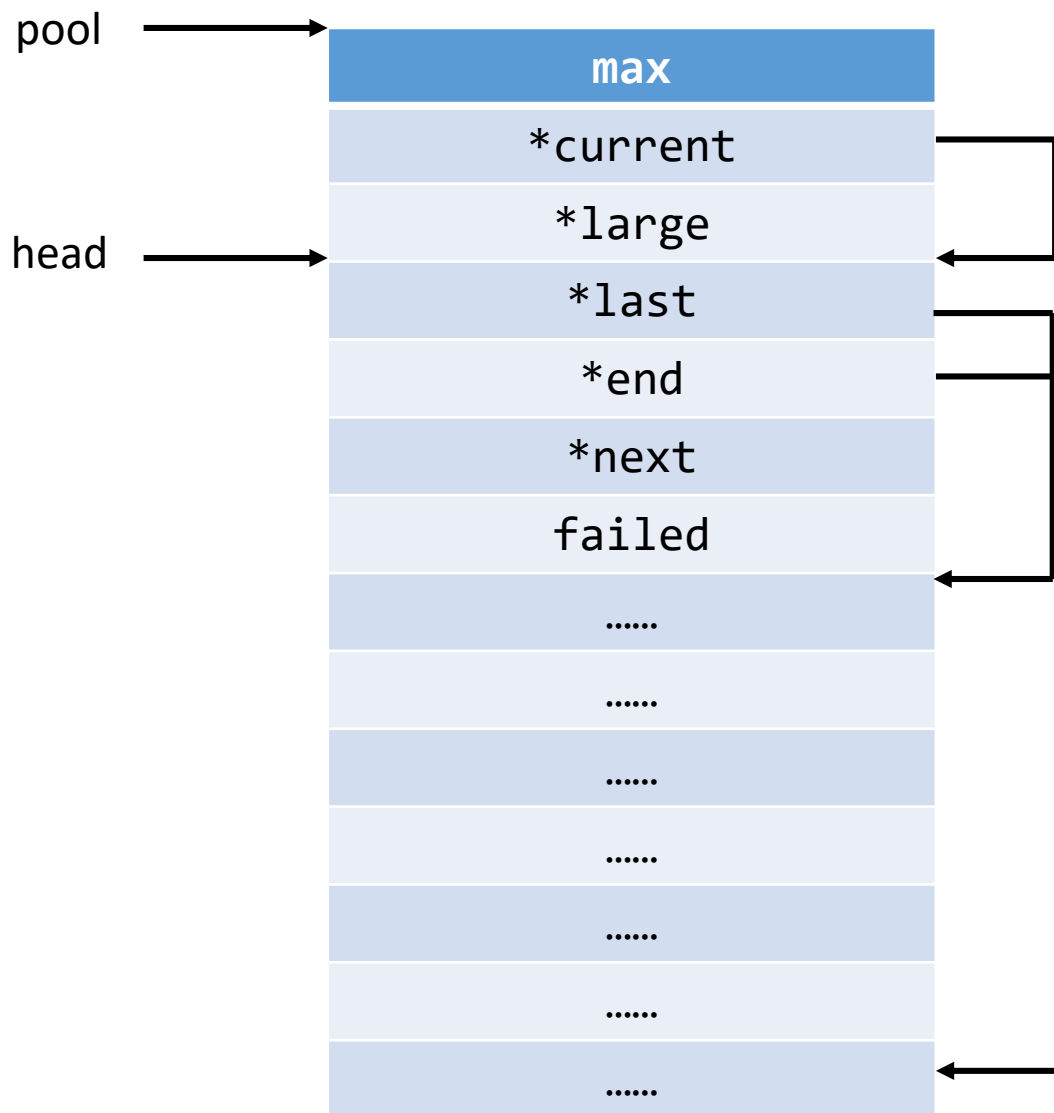 pool
max
*current
*large
head
*last
*end
*next
failed
……
……
……
……
……
……
……